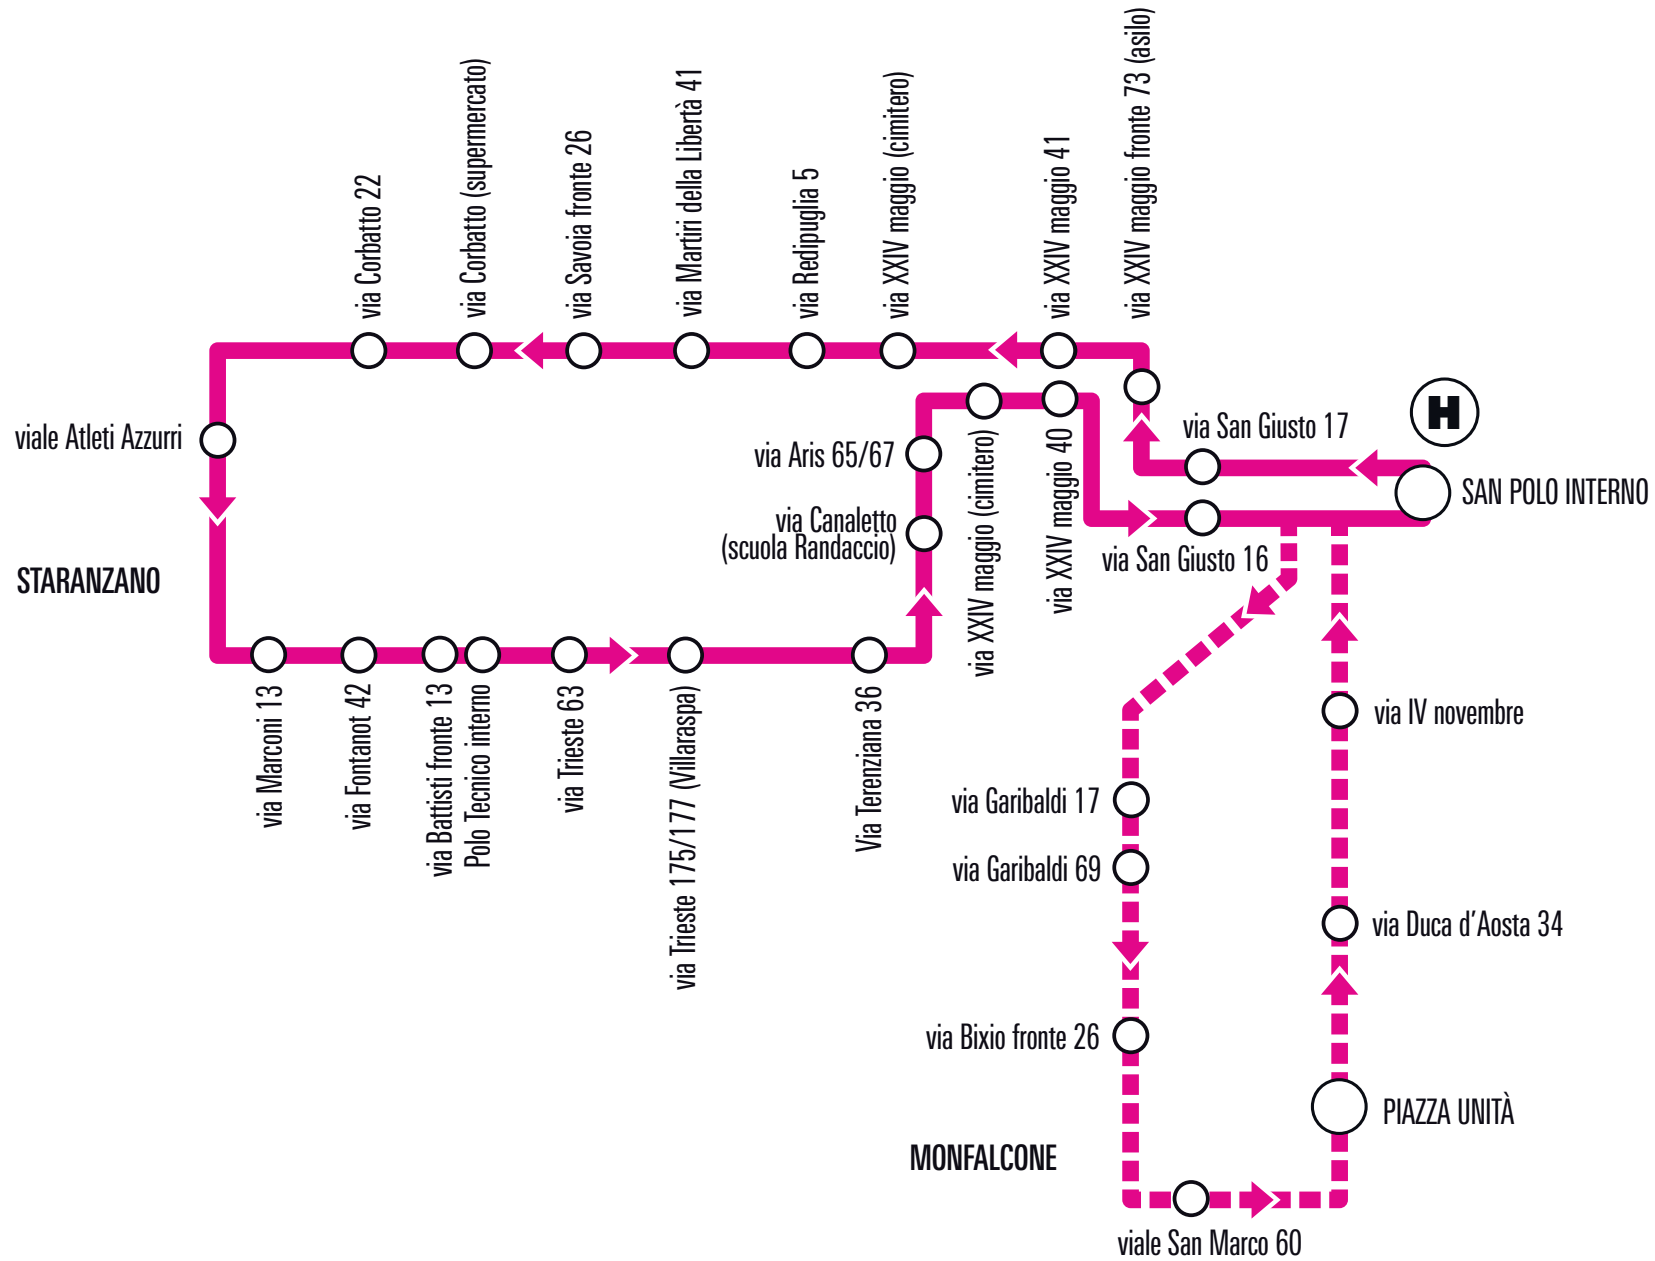 via Corbatto 22
via Corbatto (supermercato)
via Savoia fronte 26
via Martiri della Libertà 41
via Redipuglia 5
via XXIV maggio (cimitero)
via XXIV maggio 41
via XXIV maggio fronte 73 (asilo)
H
via San Giusto 17
SAN POLO INTERNO
viale Atleti Azzurri
via Aris 65/67
via Canaletto
(scuola Randaccio)
via XXIV maggio (cimitero)
via XXIV maggio 40
via San Giusto 16
STARANZANO
via Marconi 13
via Fontanot 42
via Battisti fronte 13
Polo Tecnico interno
via Trieste 63
via Trieste 175/177 (Villaraspa)
Via Terenziana 36
via IV novembre
via Garibaldi 17
via Garibaldi 69
via Duca d'Aosta 34
via Bixio fronte 26
PIAZZA UNITÀ
MONFALCONE
viale San Marco 60